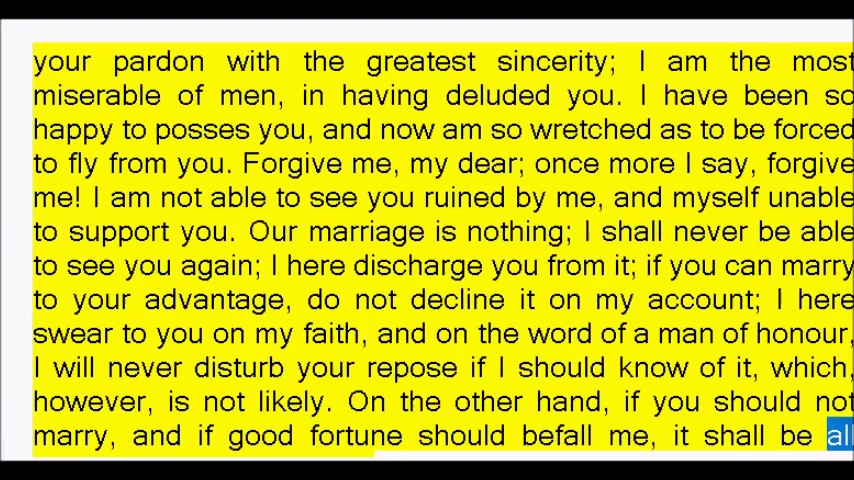 your pardon with the greatest sincerity; I am the most
miserable of men, in having deluded you. I have been so
happy to posses you, and now am so wretched as to be forced
to fly from you. Forgive me, my dear; once more I say, forgive
me! I am not able to see you ruined by me, and myself unable
to support you. Our marriage is nothing; I shall never be able
to see you again; I here discharge you from it; if you can marry
to your advantage, do not decline it on my account; I here
swear to you on my faith, and on the word of a man of honour,
I will never disturb your repose if I should know of it, which,
however, is not likely. On the other hand, if you should not
marry, and if good fortune should befall me, it shall be all